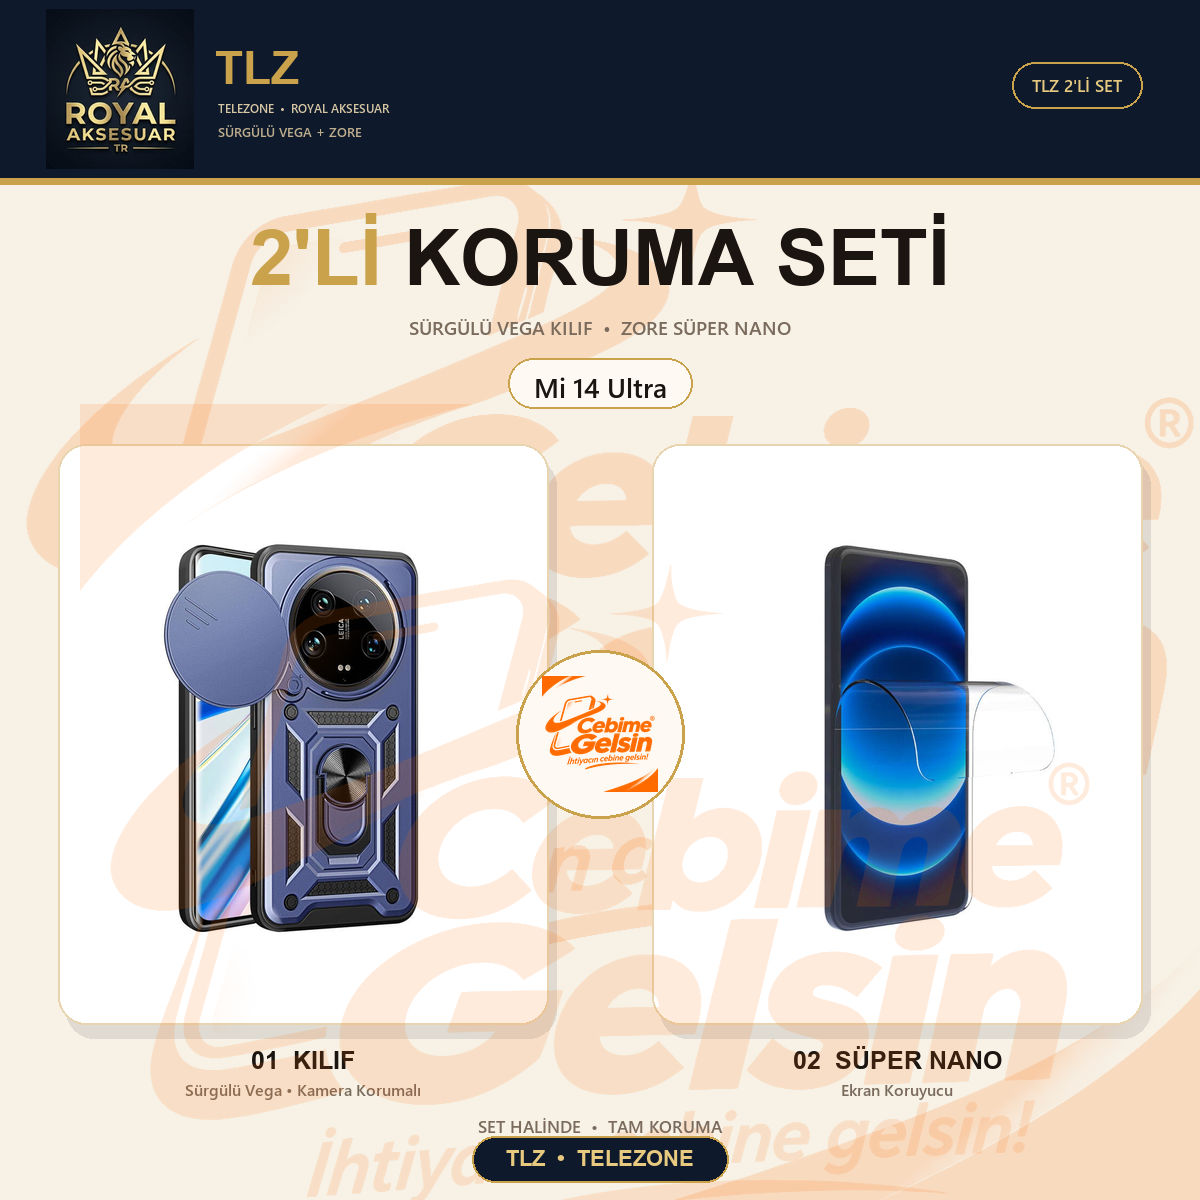 ROYAL
AKSESUAR
TR
TLZ
TELEZONE • ROYAL AKSESUAR
SÜRGÜLÜ VEGA + ZORE
TLZ 2'Lİ SET
2'Lİ KORUMA SETİ
SÜRGÜLÜ VEGA KILIF • ZORE SÜPER NANO
Mi 14 Ultra
LEICA
Cebime®
Gelsin
İhtiyacın cebine gelsin!
Cebime®
Gelsin
01 KILIF
Sürgülü Vega • Kamera Korumalı
02 SÜPER NANO
Ekran Koruyucu
SET HALİNDE • TAM KORUMA
TLZ • TELEZONE